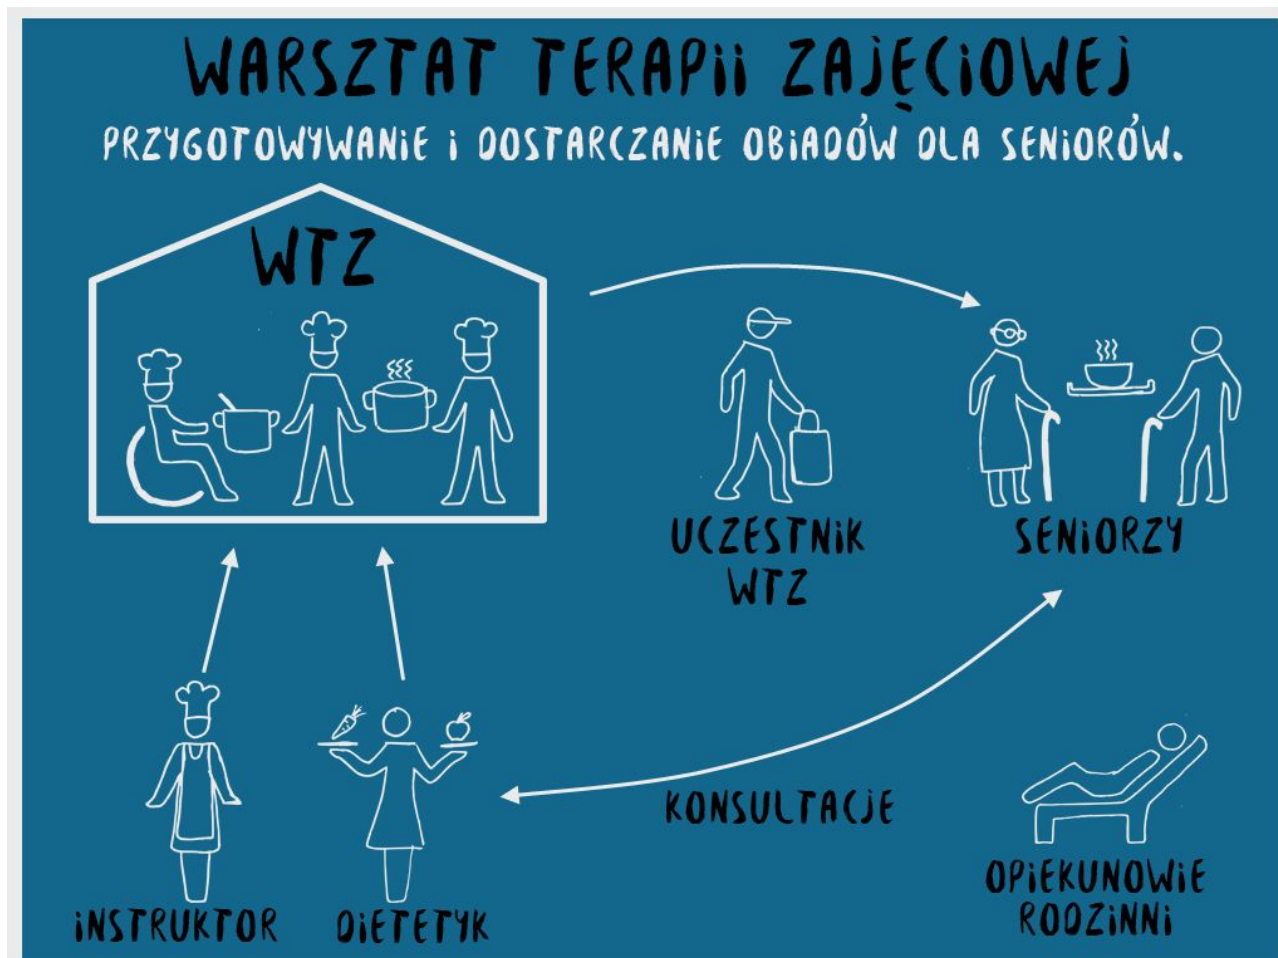 WARSZTAT TERAPII ZAJĘCIOWEJ
PRZYGOTOWYWANIE I DOSTARCZANIE OBIADÓW DLA SENIORÓW.
WTZ
UCZESTNIK
WTZ
SENIORZY
KONSULTACJE
INSTRUKTOR
DIETETYK
OPIEKUNOWIE
RODZINNI